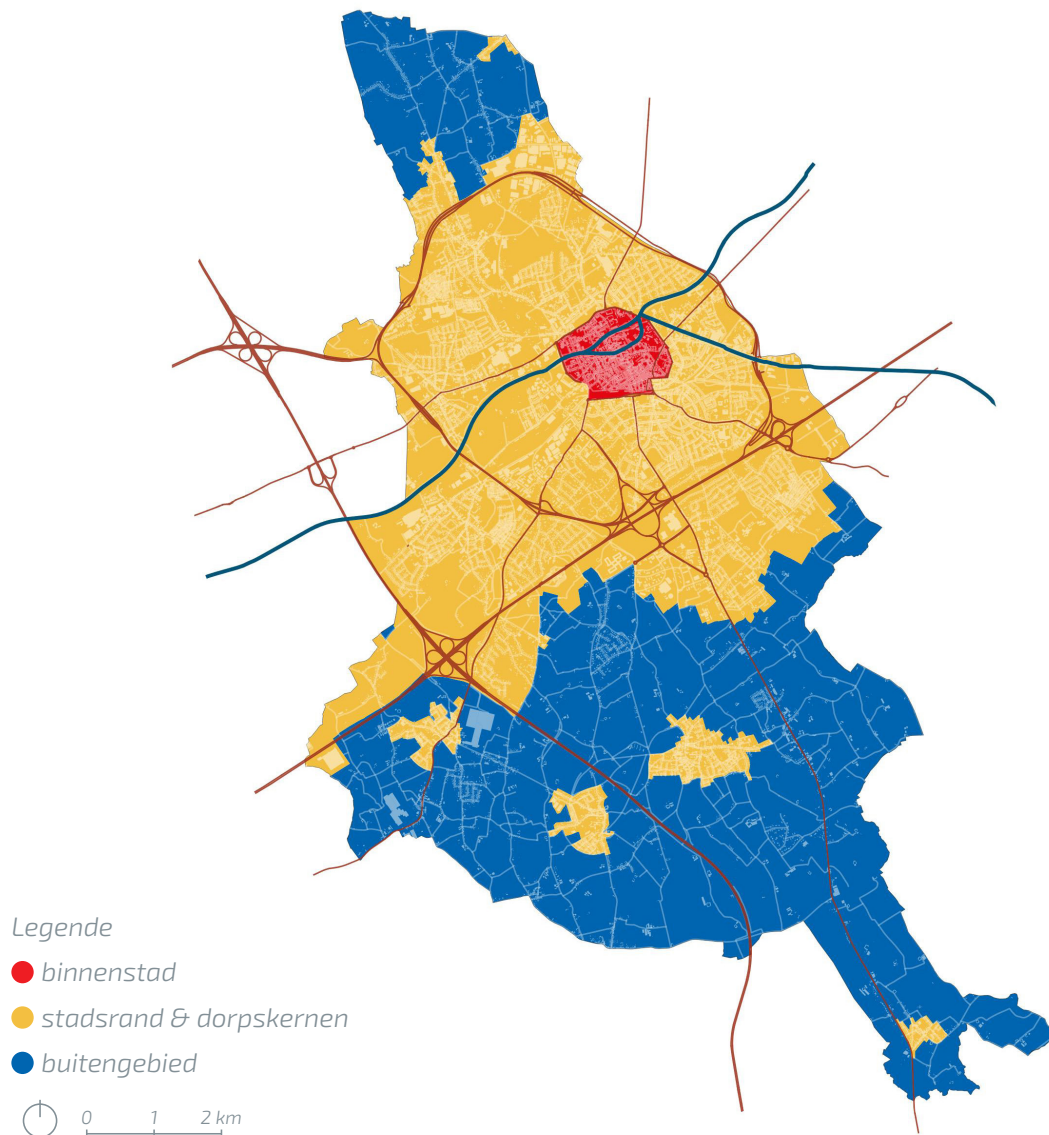 Legende
binnenstad
stadsrand & dorpskernen
buitengebied
0 1 2 km